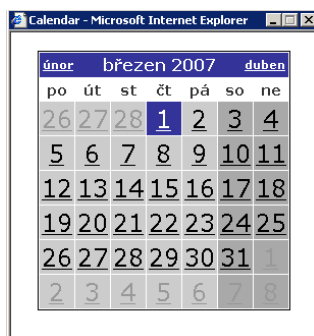 Calendar - Microsoft Internet Explorer
únor březen 2007 duben
po út st čt pá so ne
26 27 28 1 2 3 4
5 6 7 8 9 10 11
12 13 14 15 16 17 18
19 20 21 22 23 24 25
26 27 28 29 30 31 1
2 3 4 5 6 7 8